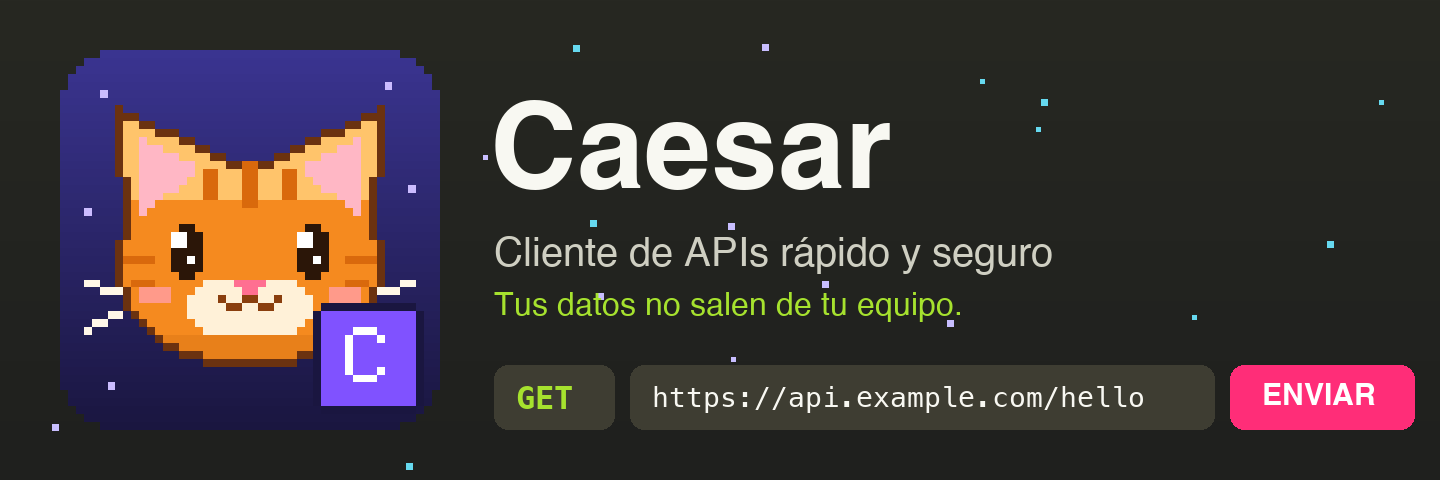 Caesar
Cliente de APIs rápido y seguro
Tus datos no salen de tu equipo.
C
GET https://api.example.com/hello ENVIAR